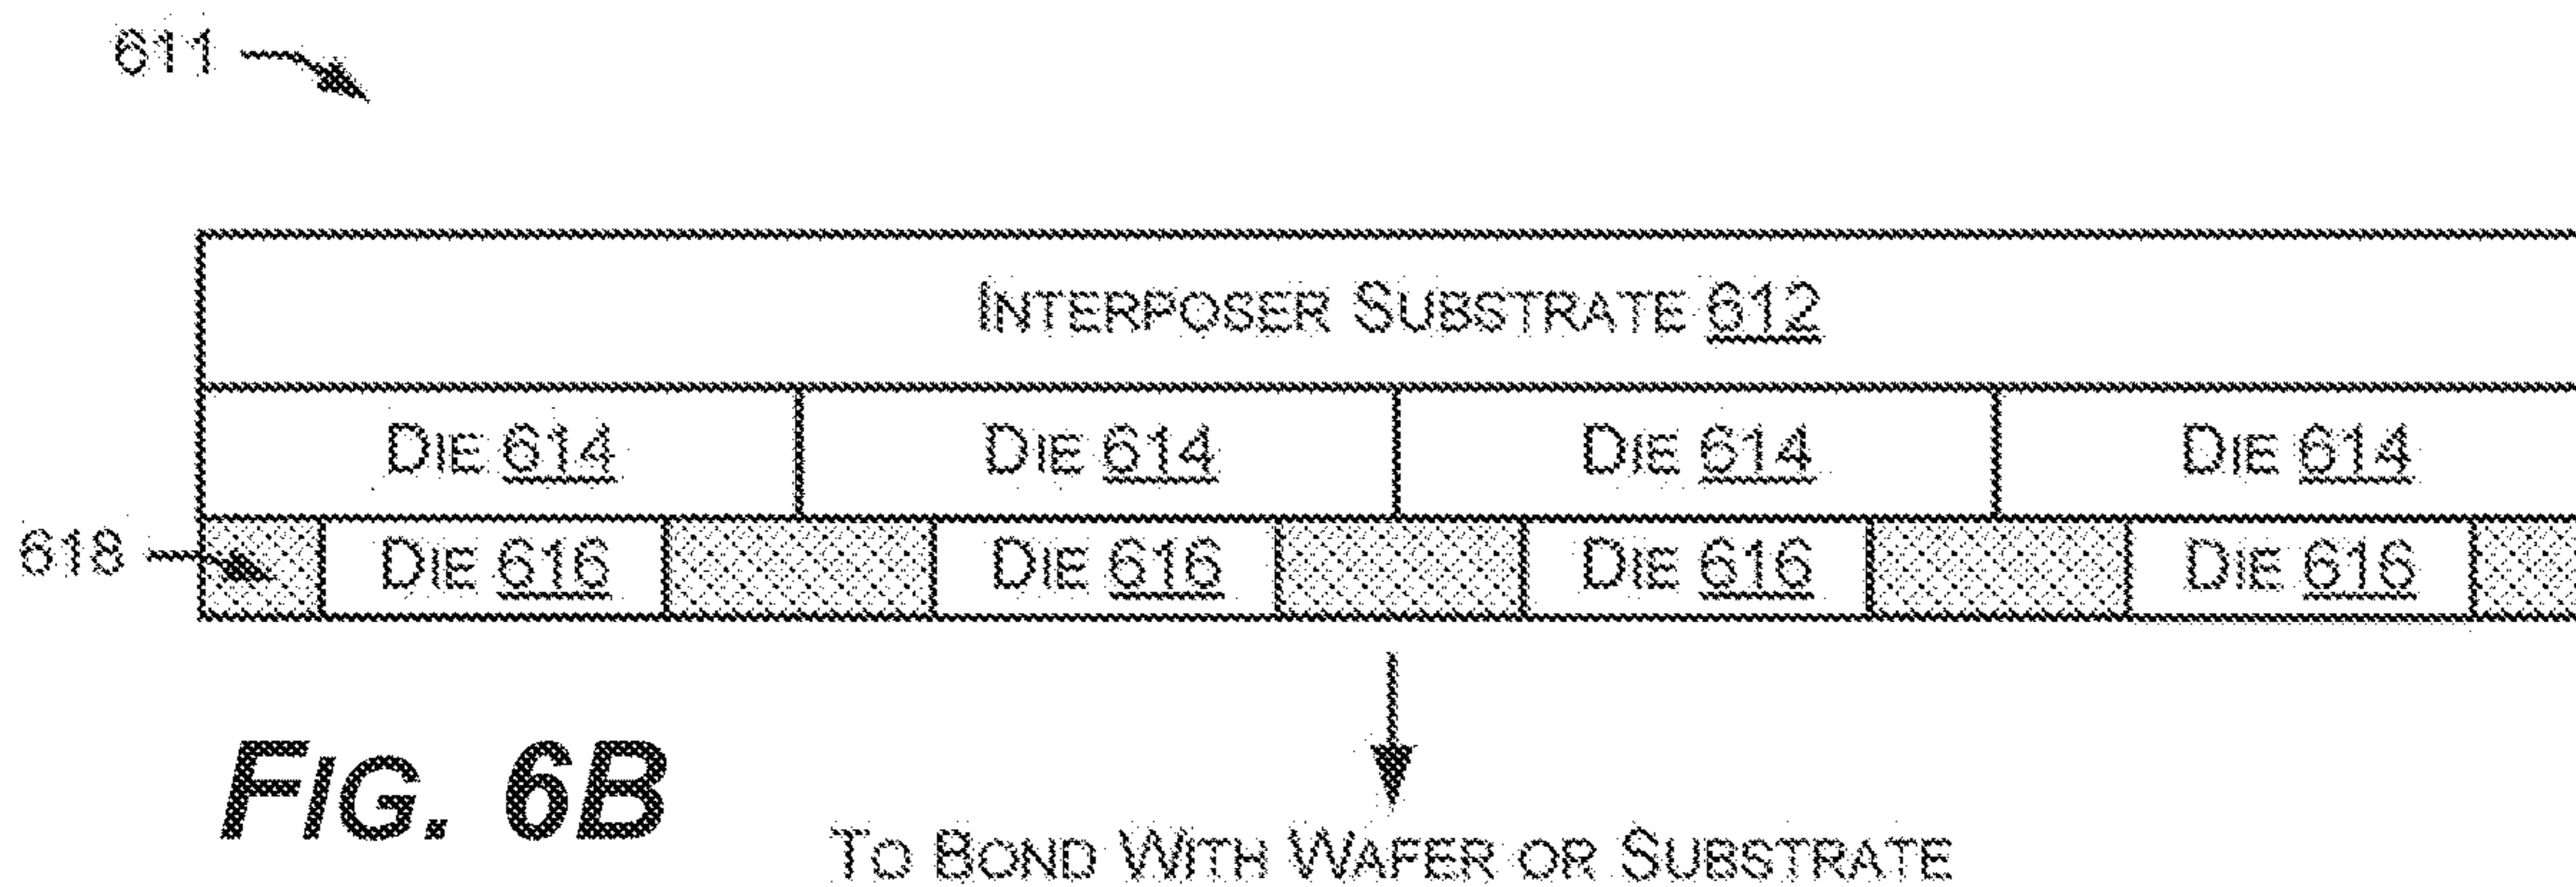 611
INTERPOSER SUBSTRATE 612
DIE 614 DIE 614 DIE 614 DIE 614
618 DIE 616 DIE 616 DIE 616 DIE 616
FIG. 6B
TO BOND WITH WAFER OR SUBSTRATE